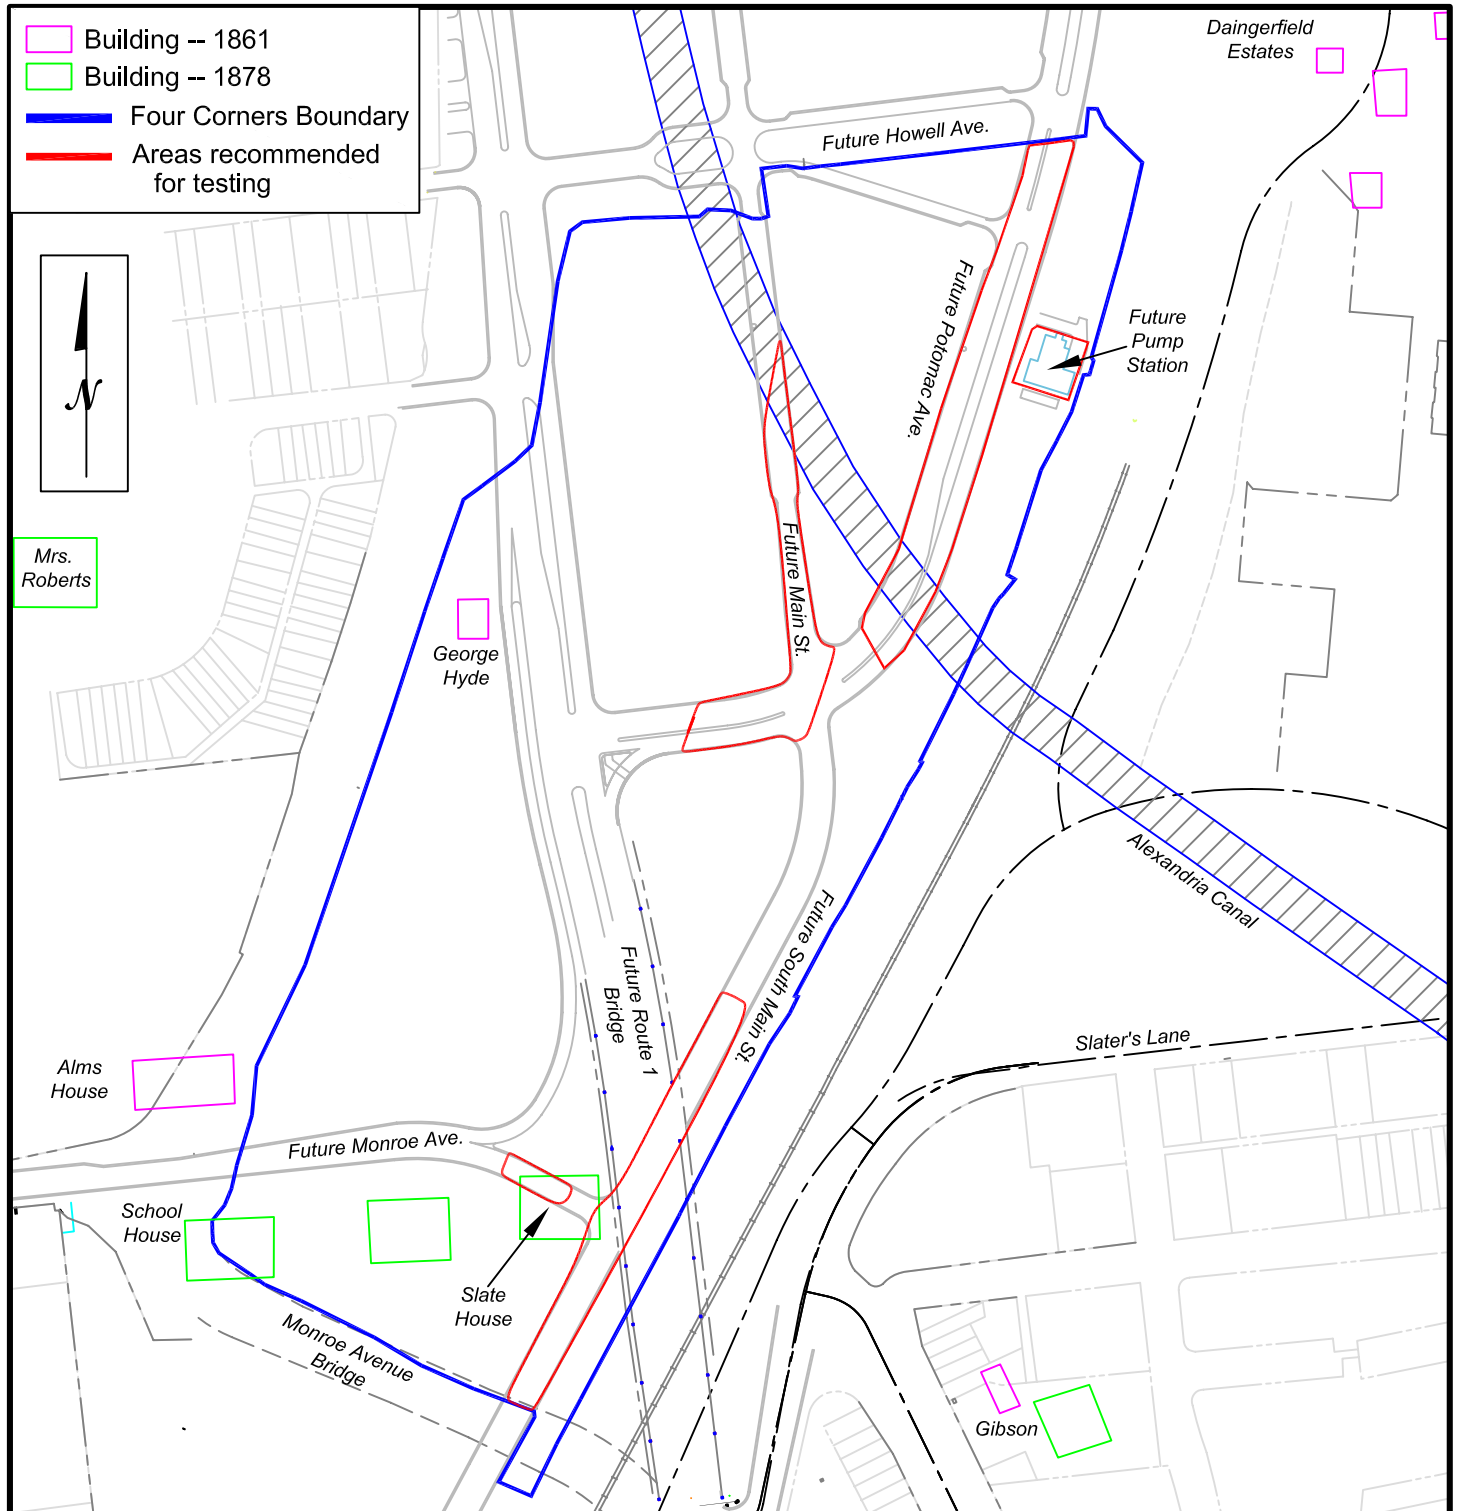 Building -- 1861
Building -- 1878
Four Corners Boundary
Areas recommended
for testing
N
Daingerfield
Estates
Future Howell Ave.
Future Potomac Ave.
Future
Pump
Station
Future Main St.
Mrs.
Roberts
George
Hyde
Alexandria Canal
Future South Main St.
Future Route 1
Bridge
Slater's Lane
Alms
House
Future Monroe Ave.
School
House
Slate
House
Monroe Avenue
Bridge
Gibson